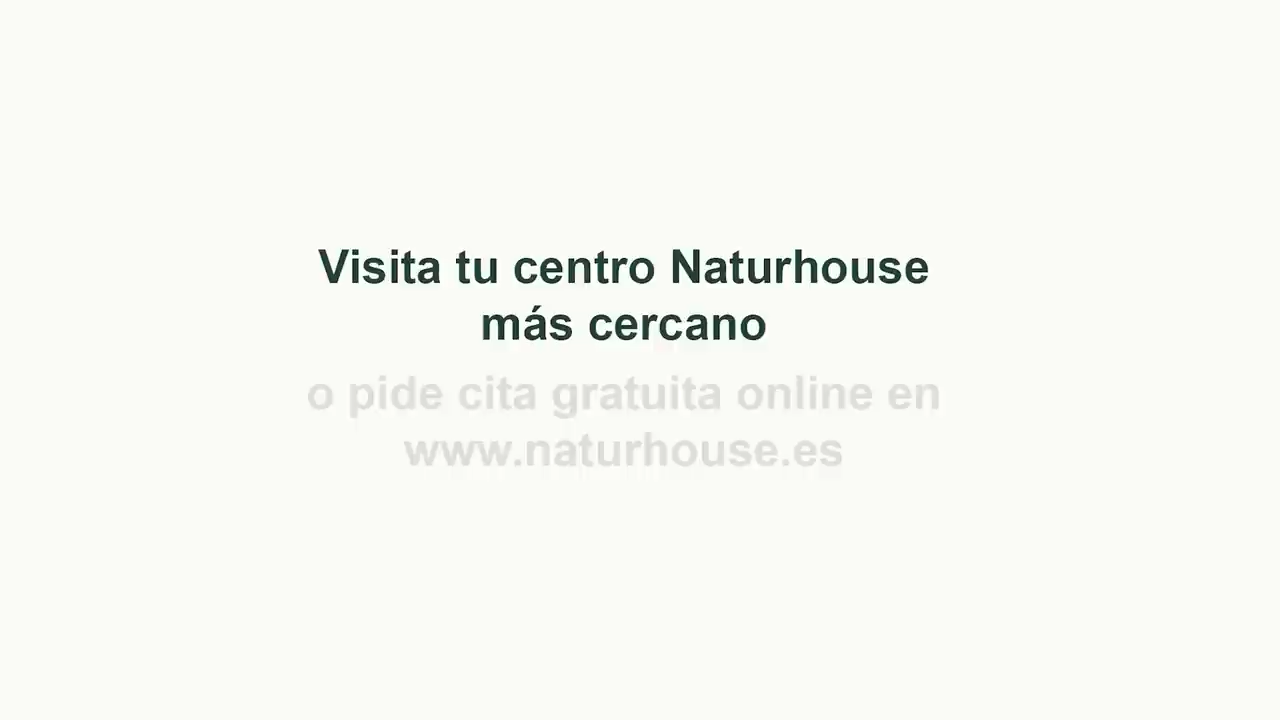 Visita tu centro Naturhouse
más cercano
o pide cita gratuita online en
www.naturhouse.es